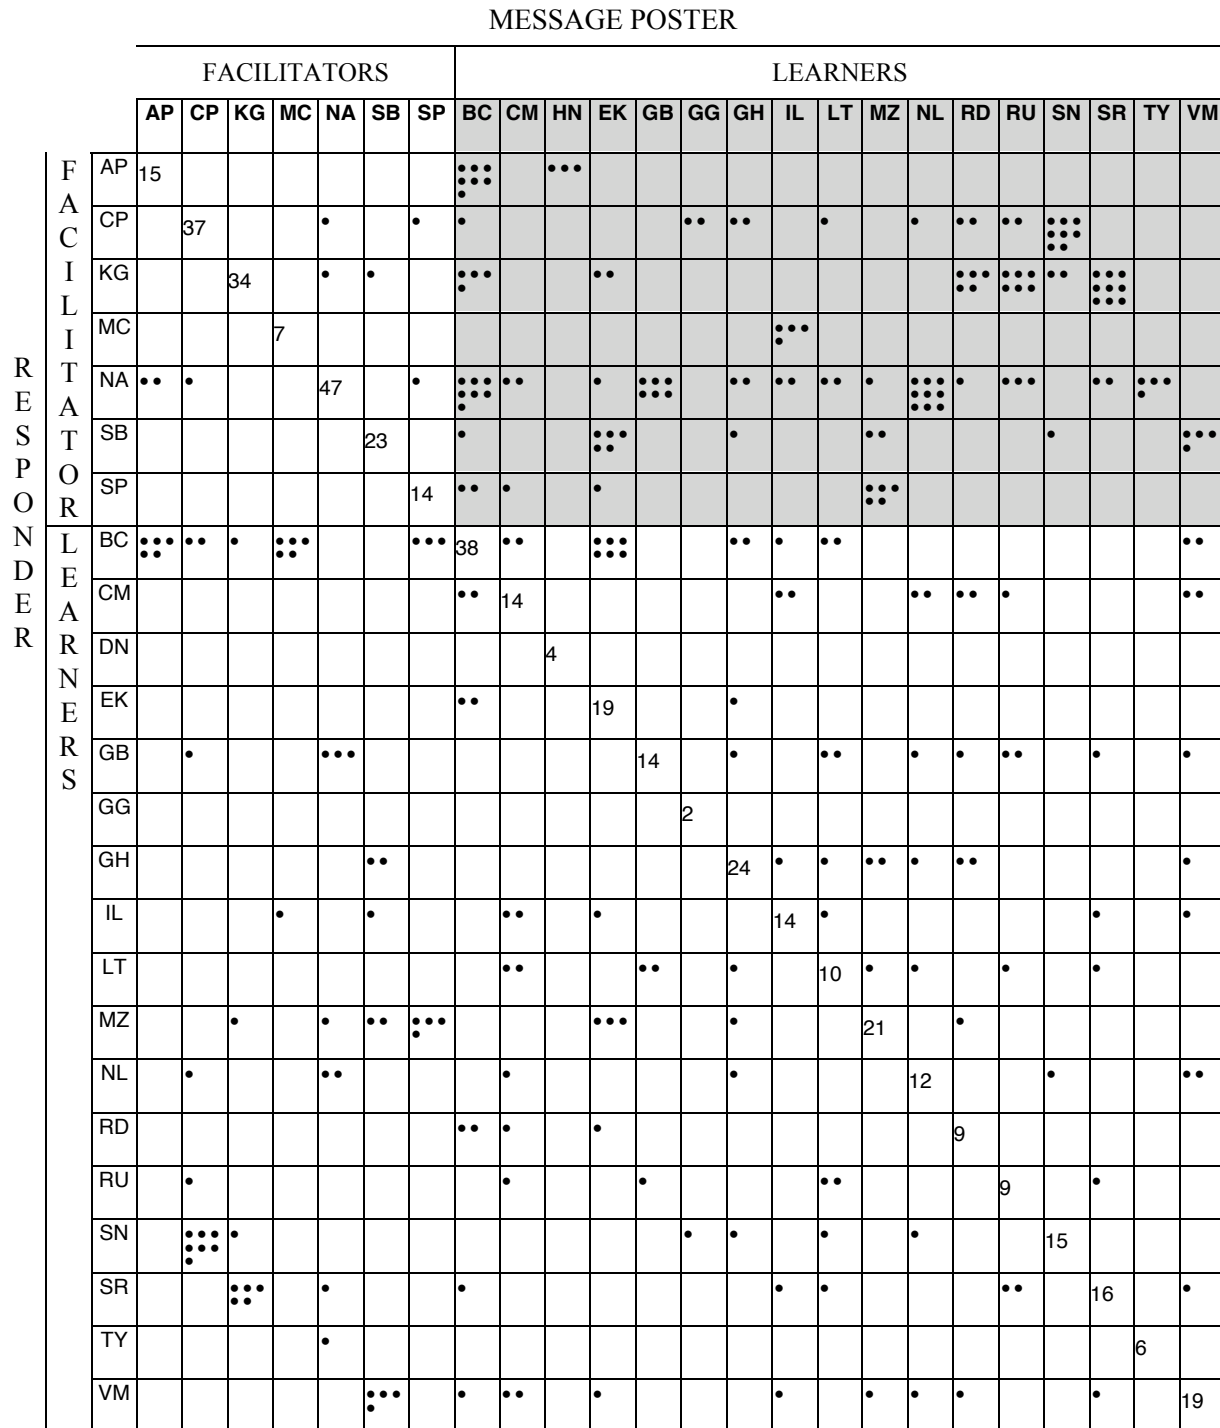 MESSAGE POSTER
FACILITATORS LEARNERS
AP CP KG MC NA SB SP BC CM HN EK GB GG GH IL LT MZ NL RD RU SN SR TY VM
RESPONDER
FACILITATOR
AP 15
CP 37
KG 34
MC 7
NA 47
SB 23
SP 14
LEARNERS
BC 38
CM 14
DN 4
EK 19
GB 14
GG 2
GH 24
IL 14
LT 10
MZ 21
NL 12
RD 9
RU 9
SN 15
SR 16
TY 6
VM 19